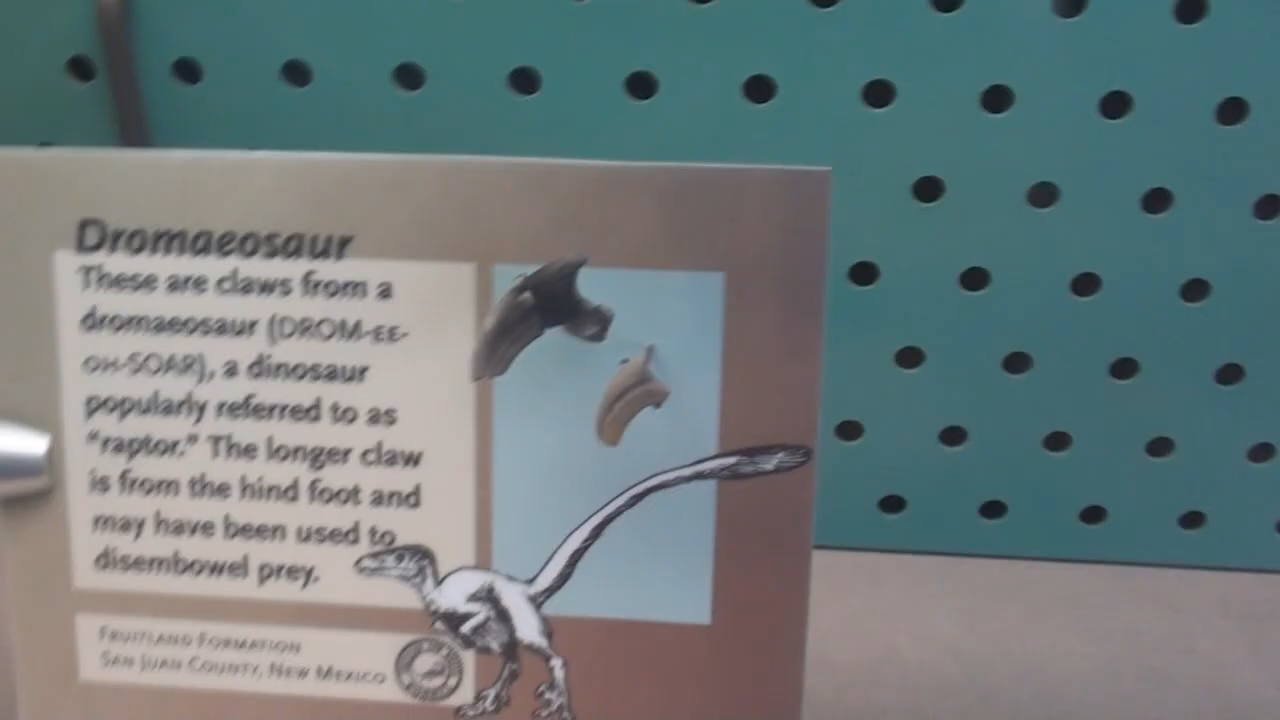 Dromaeosaur
These are claws from a
dromaeosaur (DROM-EE-
OH-SOAR), a dinosaur
popularly referred to as
"raptor." The longer claw
is from the hind foot and
may have been used to
disembowel prey.
FRUITLAND FORMATION
SAN JUAN COUNTY, NEW MEXICO